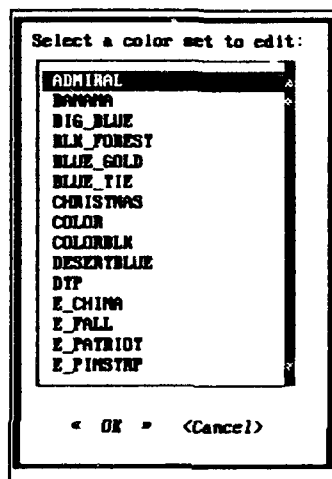 Select a color set to edit:
ADMIRAL
BAHAMA
BIG_BLUE
BLK_FOREST
BLUE_GOLD
BLUE_TIE
CHRISTMAS
COLOR
COLORBLK
DESERTBLUE
DTP
E_CHINA
E_FALL
E_PATRIOT
E_PINSTRP
« OK » <Cancel>